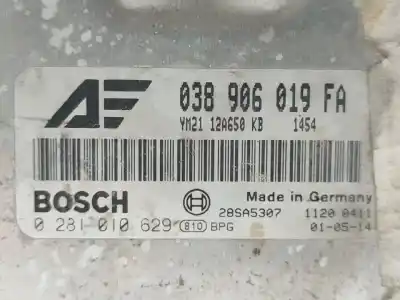 AF 038 906 019 FA
YM21 12A650 KB 1454
BOSCH Made in Germany
28SA5307 1120 0411
0 281 010 629 810 BPG 01-05-14